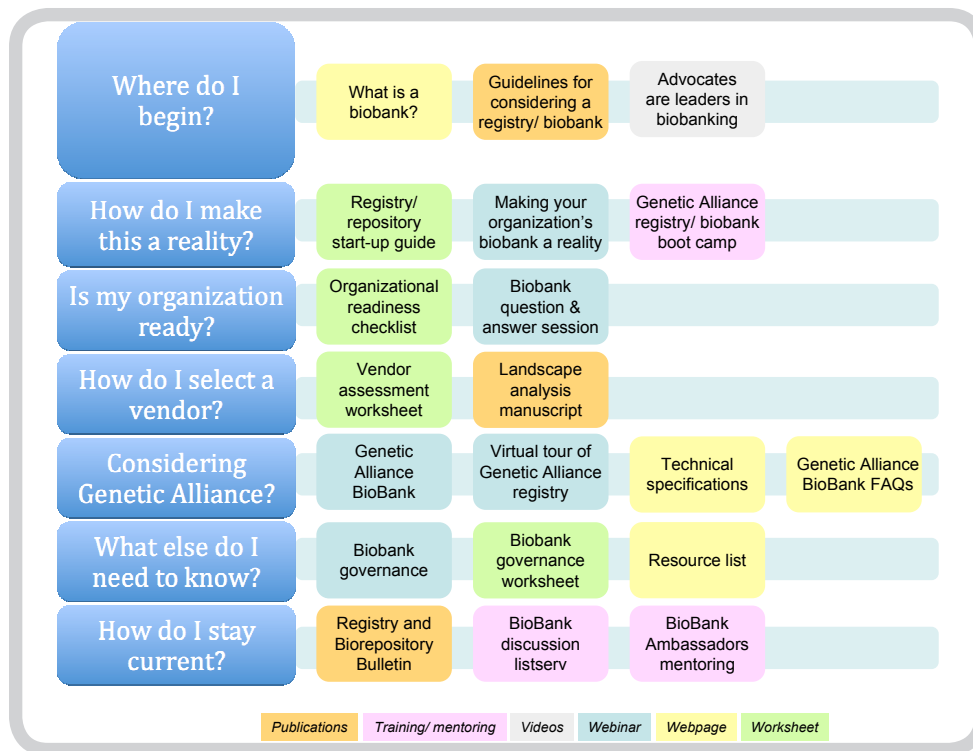 Where do I
begin?
What is a
biobank?
Guidelines for
considering a
registry/ biobank
Advocates
are leaders in
biobanking
How do I make
this a reality?
Registry/
repository
start-up guide
Making your
organization's
biobank a reality
Genetic Alliance
registry/ biobank
boot camp
Is my organization
ready?
Organizational
readiness
checklist
Biobank
question &
answer session
How do I select a
vendor?
Vendor
assessment
worksheet
Landscape
analysis
manuscript
Considering
Genetic Alliance?
Genetic
Alliance
BioBank
Virtual tour of
Genetic Alliance
registry
Technical
specifications
Genetic Alliance
BioBank FAQs
What else do I
need to know?
Biobank
governance
Biobank
governance
worksheet
Resource list
How do I stay
current?
Registry and
Biorepository
Bulletin
BioBank
discussion
listserv
BioBank
Ambassadors
mentoring
Publications
Training/ mentoring
Videos
Webinar
Webpage
Worksheet